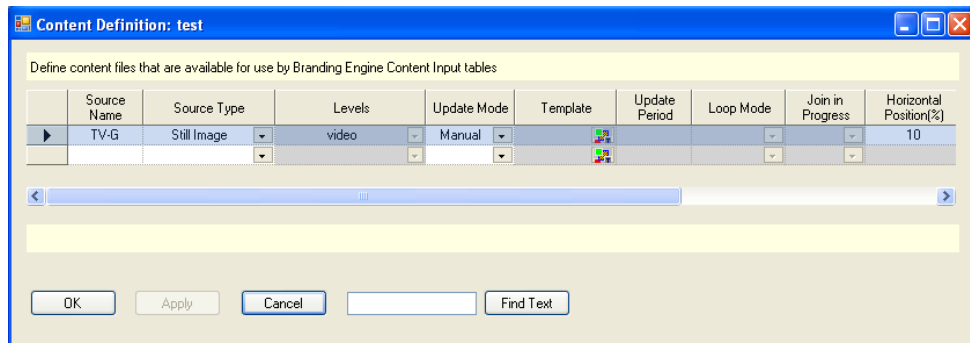 Content Definition: test
Define content files that are available for use by Branding Engine Content Input tables
Source Name Source Type Levels Update Mode Template Update Period Loop Mode Join in Progress Horizontal Position(%)
TV-G Still Image video Manual 10
OK Apply Cancel Find Text